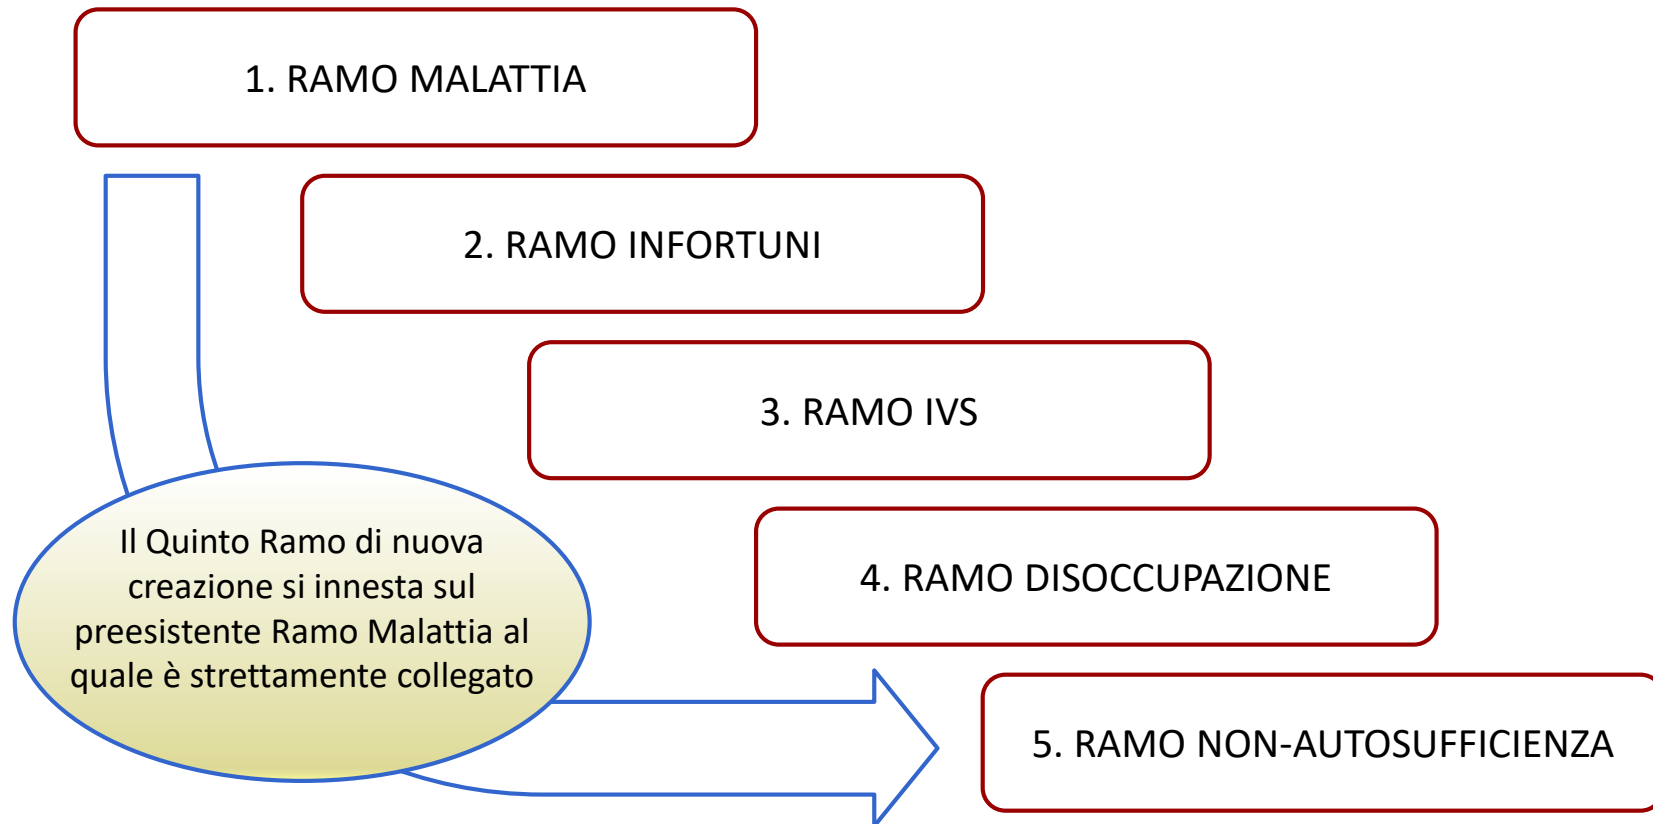 1. RAMO MALATTIA
2. RAMO INFORTUNI
3. RAMO IVS
4. RAMO DISOCCUPAZIONE
Il Quinto Ramo di nuova
creazione si innesta sul
preesistente Ramo Malattia al
quale è strettamente collegato
5. RAMO NON-AUTOSUFFICIENZA